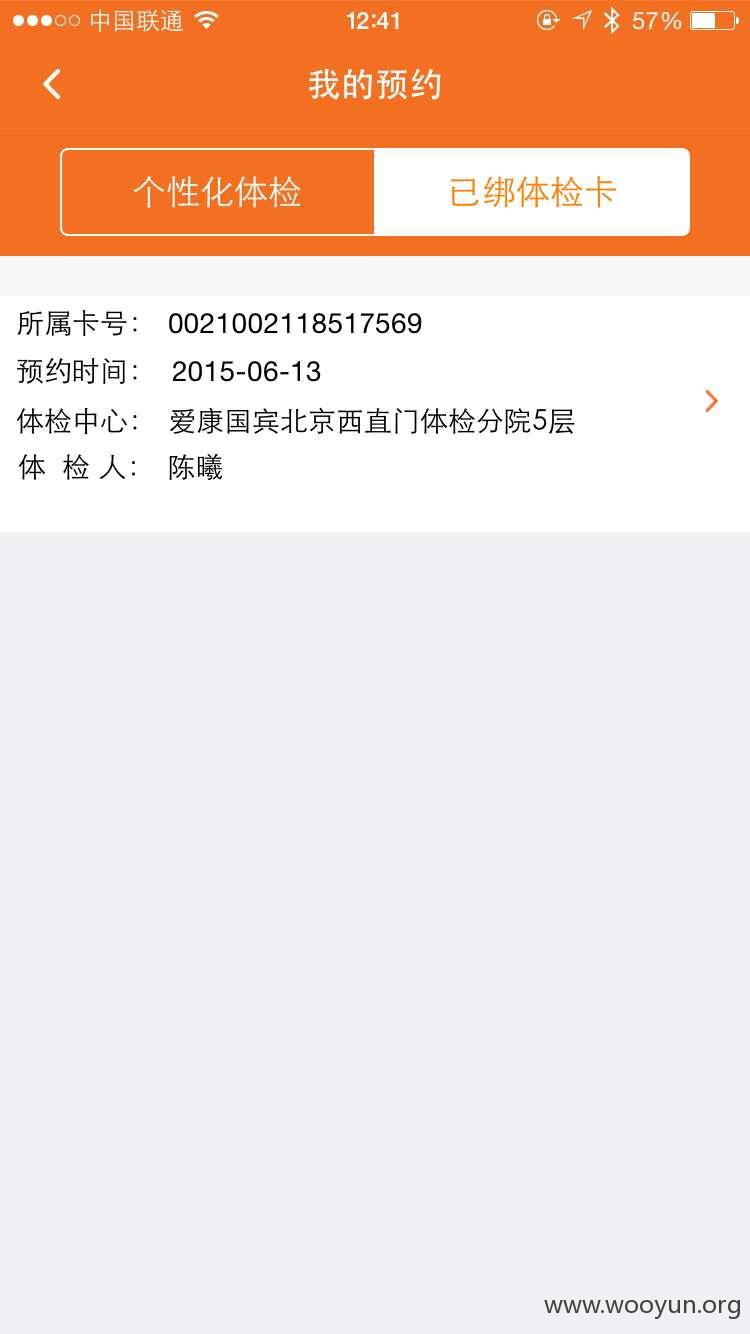 中国联通 12:41 57%
我的预约
个性化体检 已绑体检卡
所属卡号: 0021002118517569
预约时间: 2015-06-13
体检中心: 爱康国宾北京西直门体检分院5层
体 检 人: 陈曦
www.wooyun.org